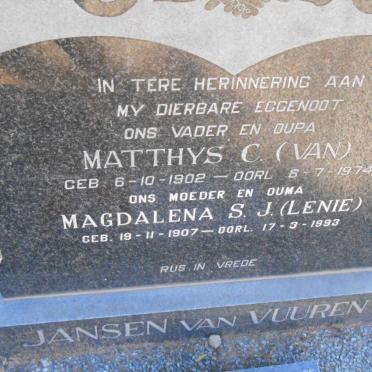 IN TERE HERINNERING AAN
MY DIERBARE EGGENOOT
ONS VADER EN OUPA
MATTHYS C. (VAN)
GEB 6-10-1902 — OORL 6-7-1974
ONS MOEDER EN OUMA
MAGDALENA S. J. (LENIE)
GEB. 19-11-1907 — OORL. 17-3-1993
RUS IN VREDE
JANSEN VAN VUUREN